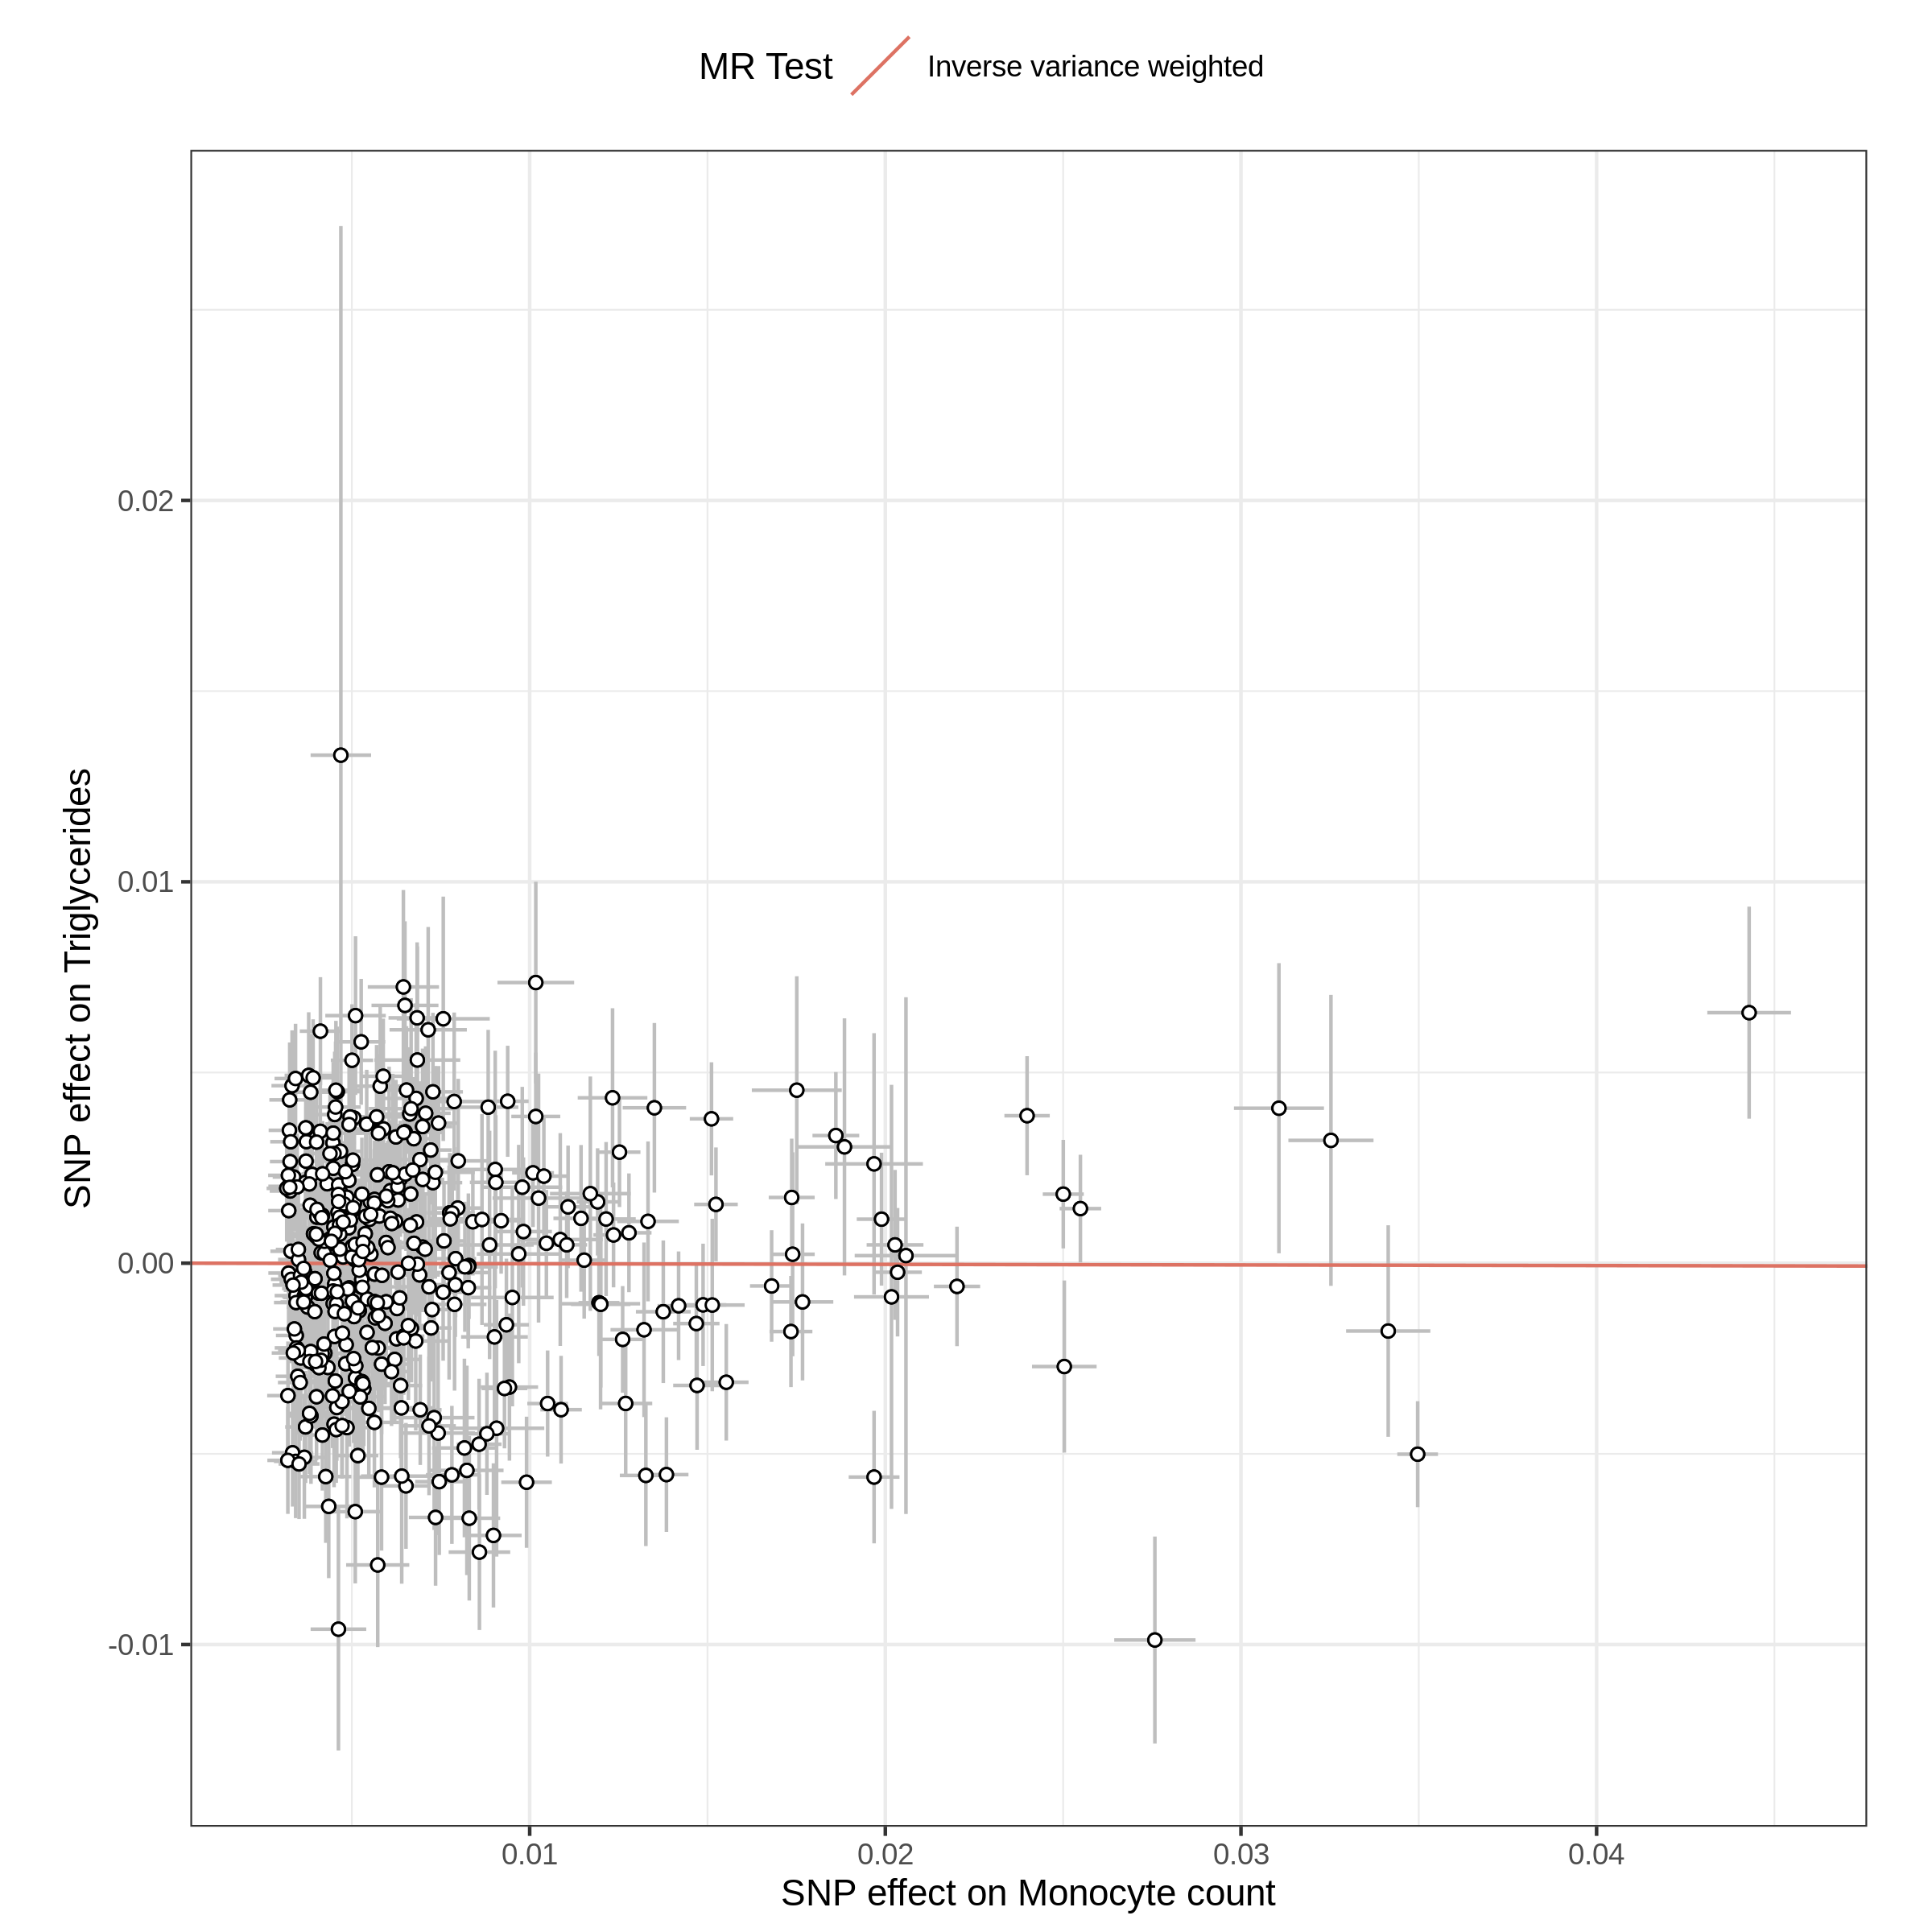 MR Test Inverse variance weighted
SNP effect on Triglycerides
0.02
0.01
0.00
-0.01
0.01 0.02 0.03 0.04
SNP effect on Monocyte count